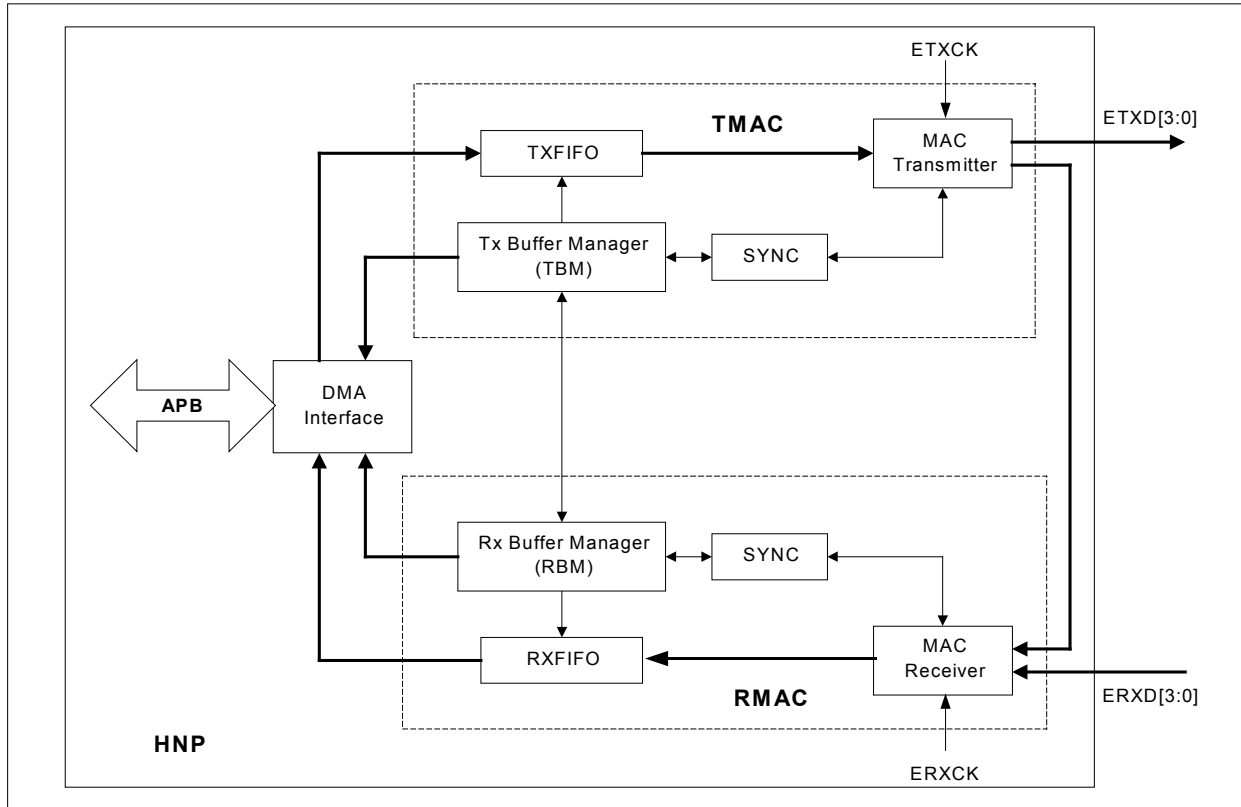 ETXCK
TMAC
ETXD[3:0]
TXFIFO
MAC
Transmitter
Tx Buffer Manager
(TBM)
SYNC
APB
DMA
Interface
Rx Buffer Manager
(RBM)
SYNC
RXFIFO
MAC
Receiver
RMAC
ERXD[3:0]
HNP
ERXCK